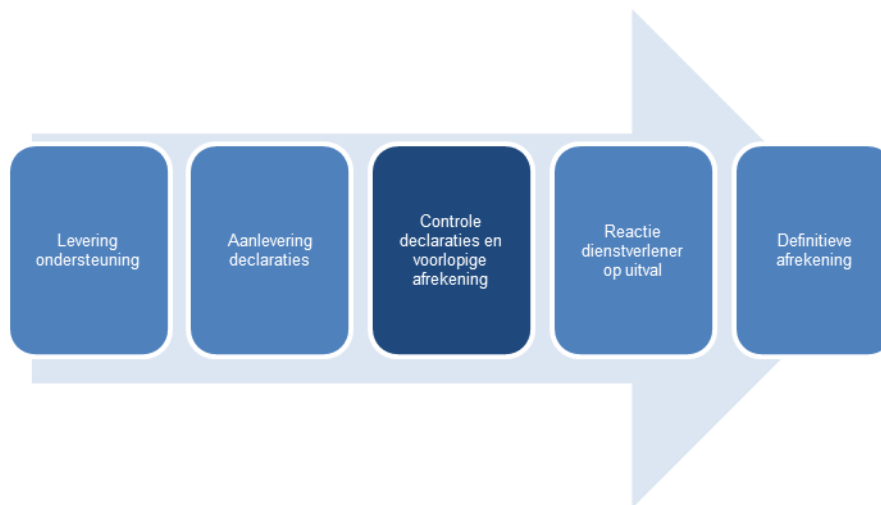 Levering
ondersteuning
Aanlevering
declaraties
Controle
declaraties en
voorlopige
afrekening
Reactie
dienstverlener
op uitval
Definitieve
afrekening